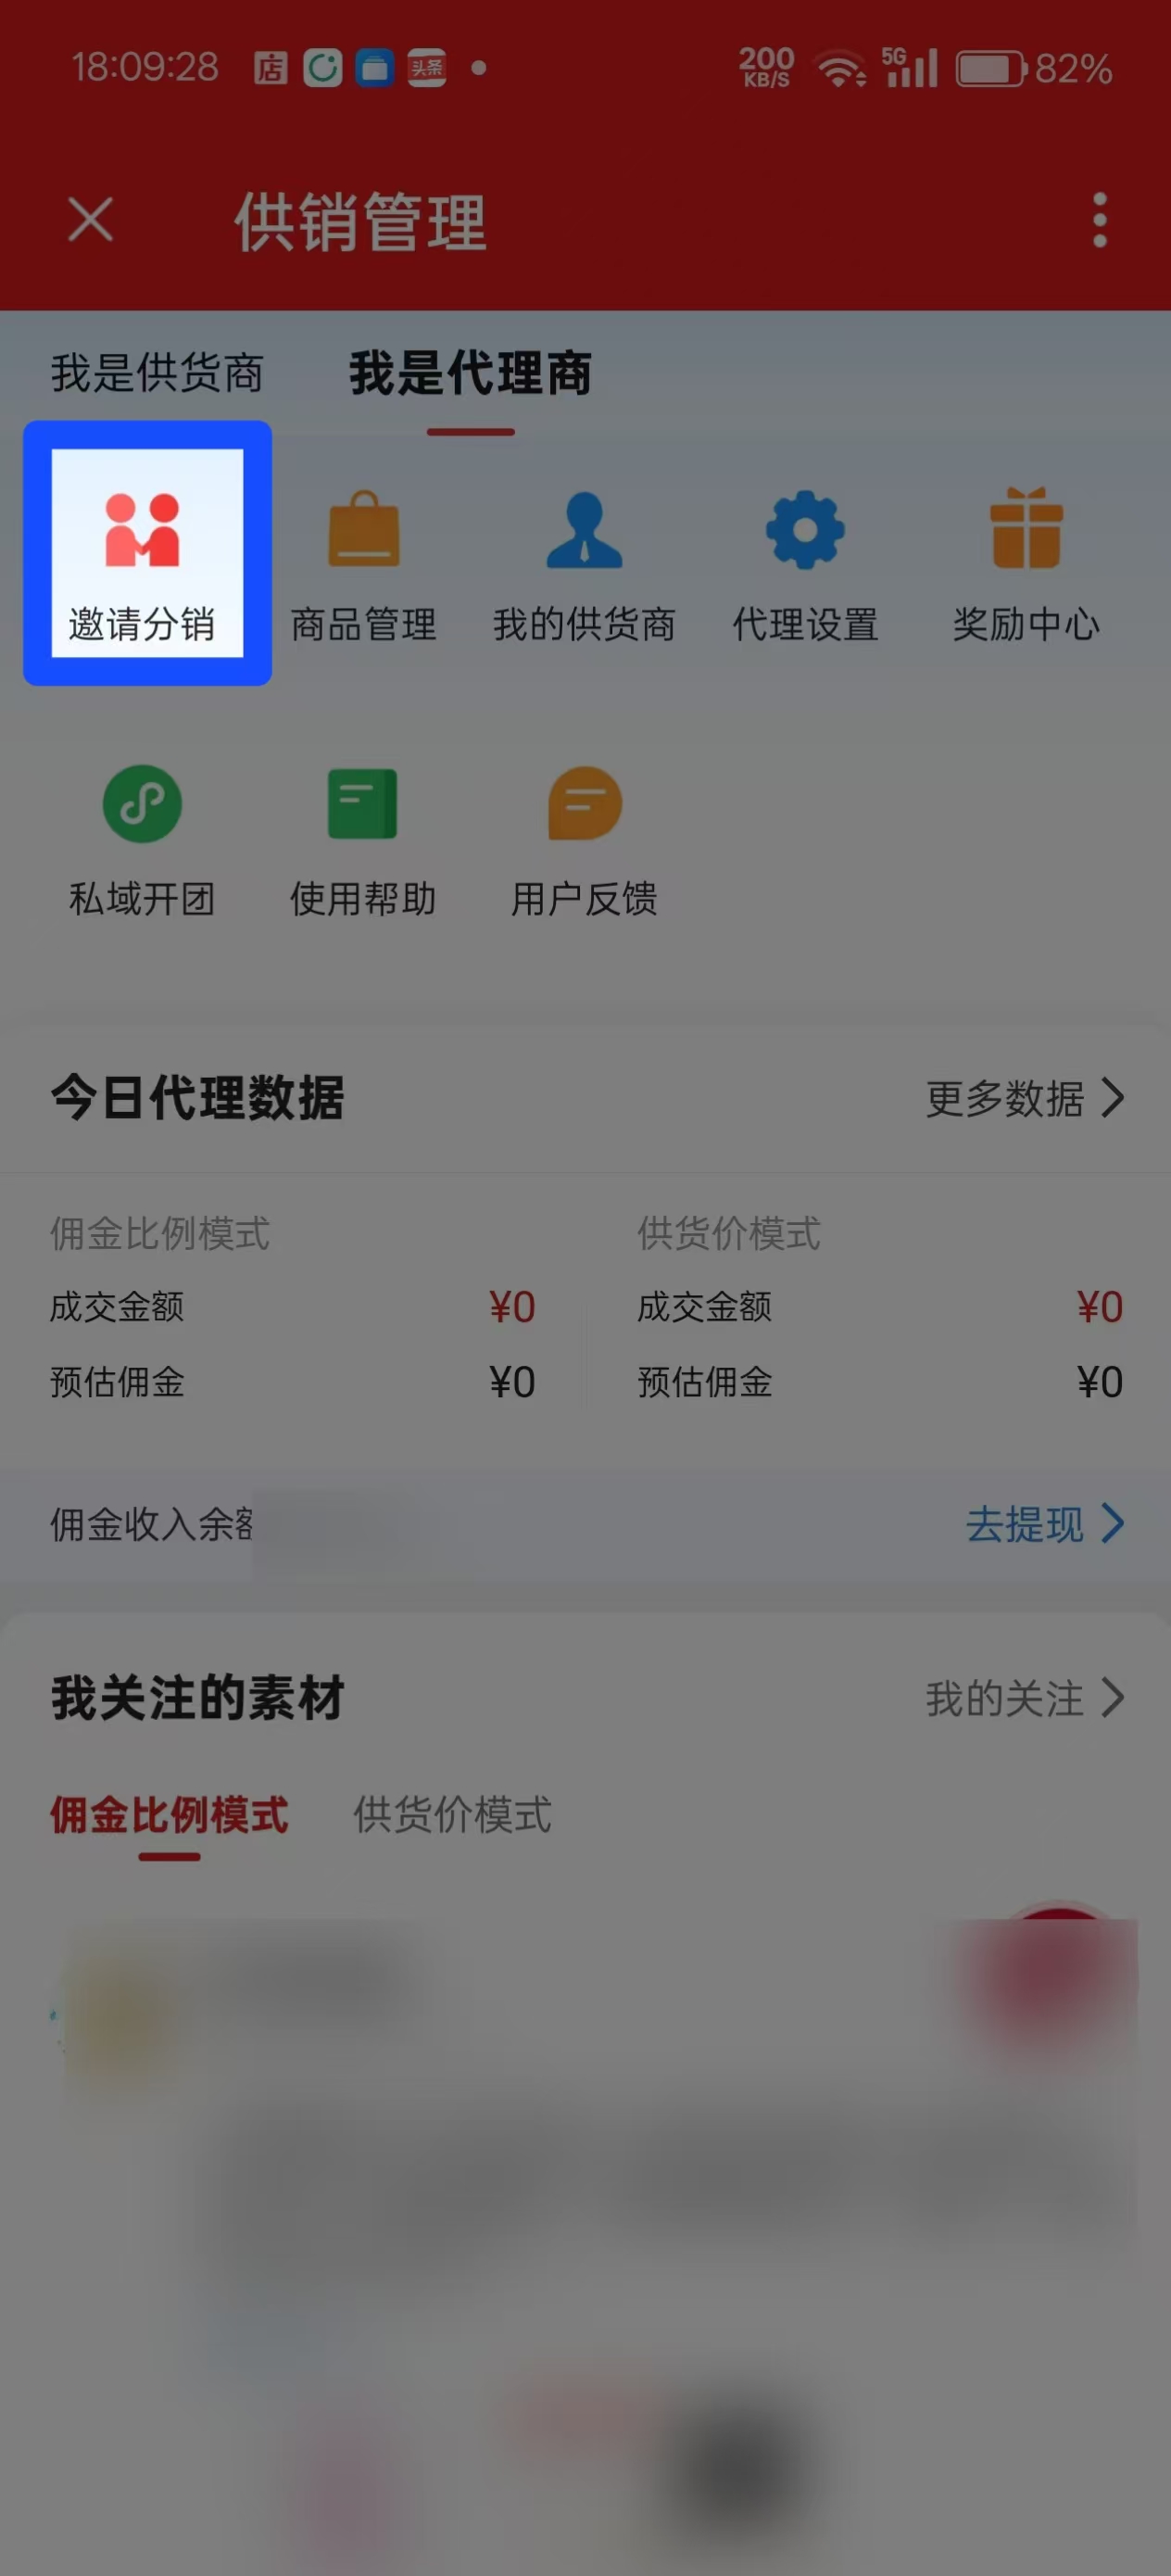 18:09:28 店 头条 200 KB/S 5G 82%
供销管理
我是供货商 我是代理商
邀请分销 商品管理 我的供货商 代理设置 奖励中心
私域开团 使用帮助 用户反馈
今日代理数据 更多数据
佣金比例模式 供货价模式
成交金额 ¥0 成交金额 ¥0
预估佣金 ¥0 预估佣金 ¥0
佣金收入余额 去提现
我关注的素材 我的关注
佣金比例模式 供货价模式